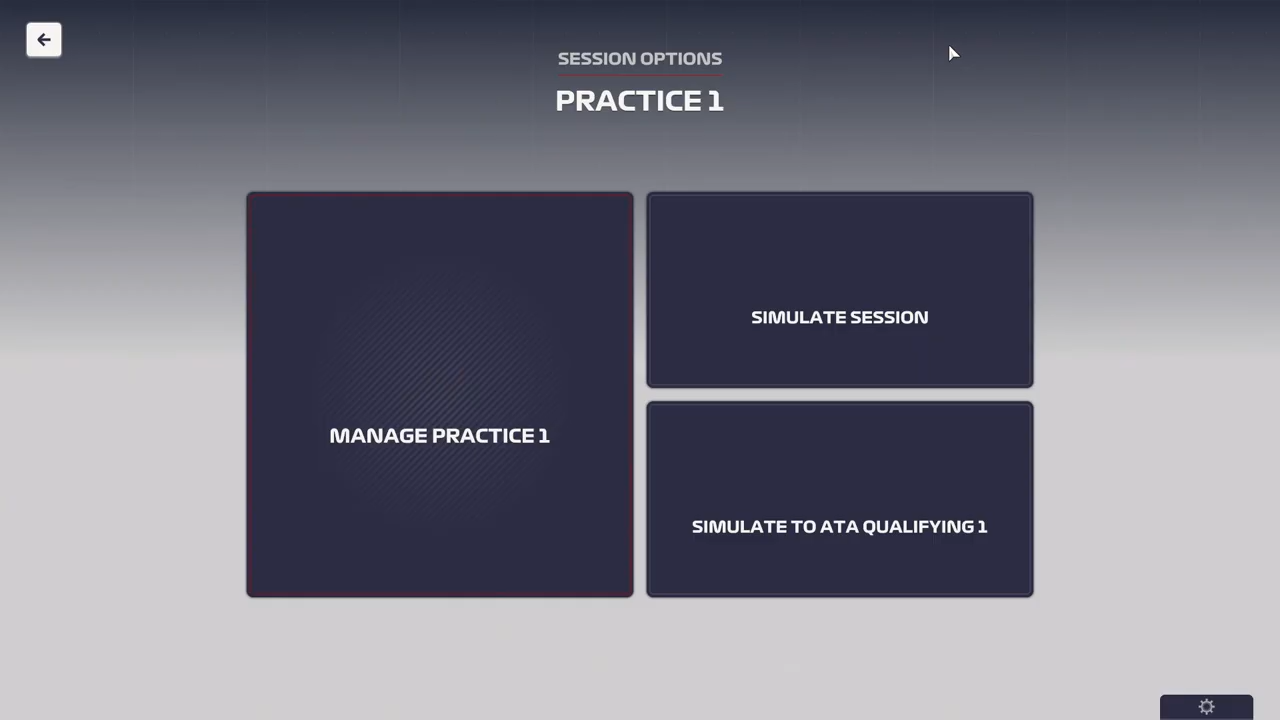 SESSION OPTIONS
PRACTICE 1
MANAGE PRACTICE 1
SIMULATE SESSION
SIMULATE TO ATA QUALIFYING 1